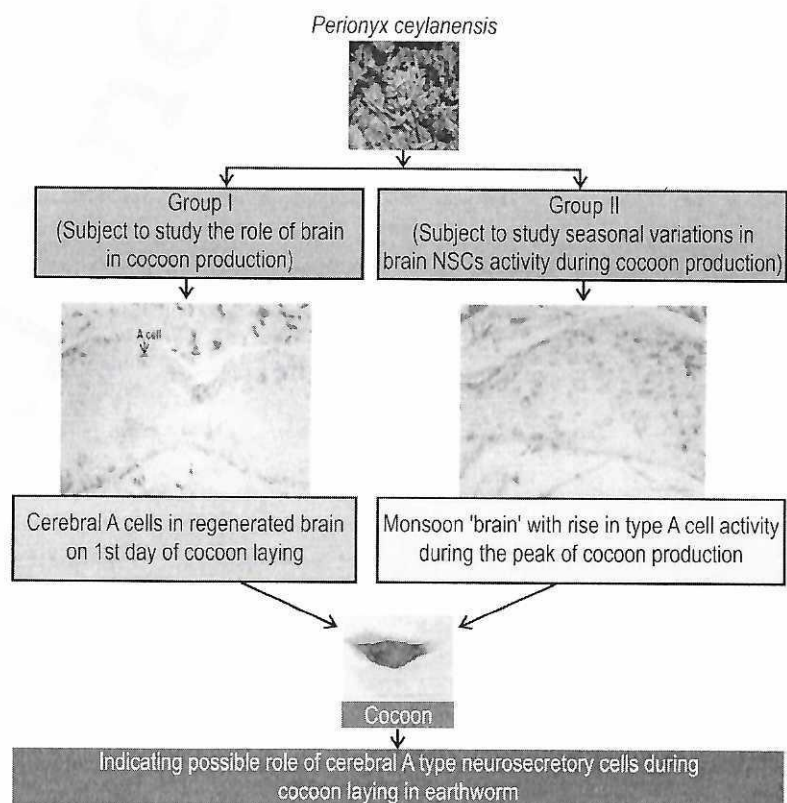 Perionyx ceylanensis
Group I
(Subject to study the role of brain
in cocoon production)
Group II
(Subject to study seasonal variations in
brain NSCs activity during cocoon production)
A cell
Cerebral A cells in regenerated brain
on 1st day of cocoon laying
Monsoon 'brain' with rise in type A cell activity
during the peak of cocoon production
Cocoon
Indicating possible role of cerebral A type neurosecretory cells during
cocoon laying in earthworm